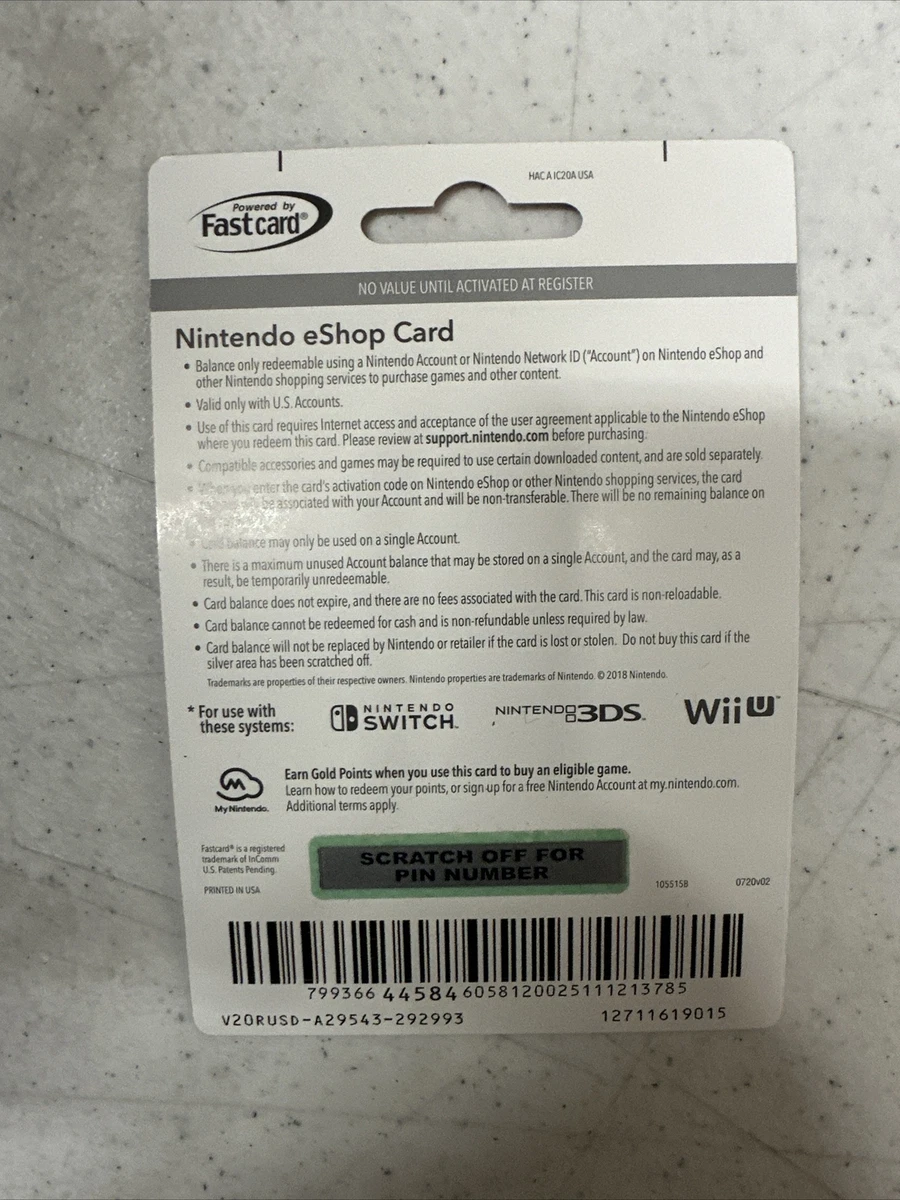 HAC A IC20A USA
Powered by
Fastcard®
NO VALUE UNTIL ACTIVATED AT REGISTER
Nintendo eShop Card
• Balance only redeemable using a Nintendo Account or Nintendo Network ID ("Account") on Nintendo eShop and
other Nintendo shopping services to purchase games and other content.
• Valid only with U.S. Accounts.
• Use of this card requires Internet access and acceptance of the user agreement applicable to the Nintendo eShop
where you redeem this card. Please review at support.nintendo.com before purchasing.
• Compatible accessories and games may be required to use certain downloaded content, and are sold separately.
• When you enter the card's activation code on Nintendo eShop or other Nintendo shopping services, the card
be associated with your Account and will be non-transferable. There will be no remaining balance on
• Card balance may only be used on a single Account.
• There is a maximum unused Account balance that may be stored on a single Account, and the card may, as a
result, be temporarily unredeemable.
• Card balance does not expire, and there are no fees associated with the card. This card is non-reloadable.
• Card balance cannot be redeemed for cash and is non-refundable unless required by law.
• Card balance will not be replaced by Nintendo or retailer if the card is lost or stolen. Do not buy this card if the
silver area has been scratched off.
Trademarks are properties of their respective owners. Nintendo properties are trademarks of Nintendo. © 2018 Nintendo.
* For use with
these systems:
NINTENDO
SWITCH™
NINTENDO 3DS™
Wii U™
My Nintendo™
Earn Gold Points when you use this card to buy an eligible game.
Learn how to redeem your points, or sign up for a free Nintendo Account at my.nintendo.com.
Additional terms apply.
Fastcard® is a registered
trademark of InComm
U.S. Patents Pending.
PRINTED IN USA
SCRATCH OFF FOR
PIN NUMBER
1055158 0720v02
799366 44584 6058120025111213785
V20RUSD-A29543-292993 12711619015